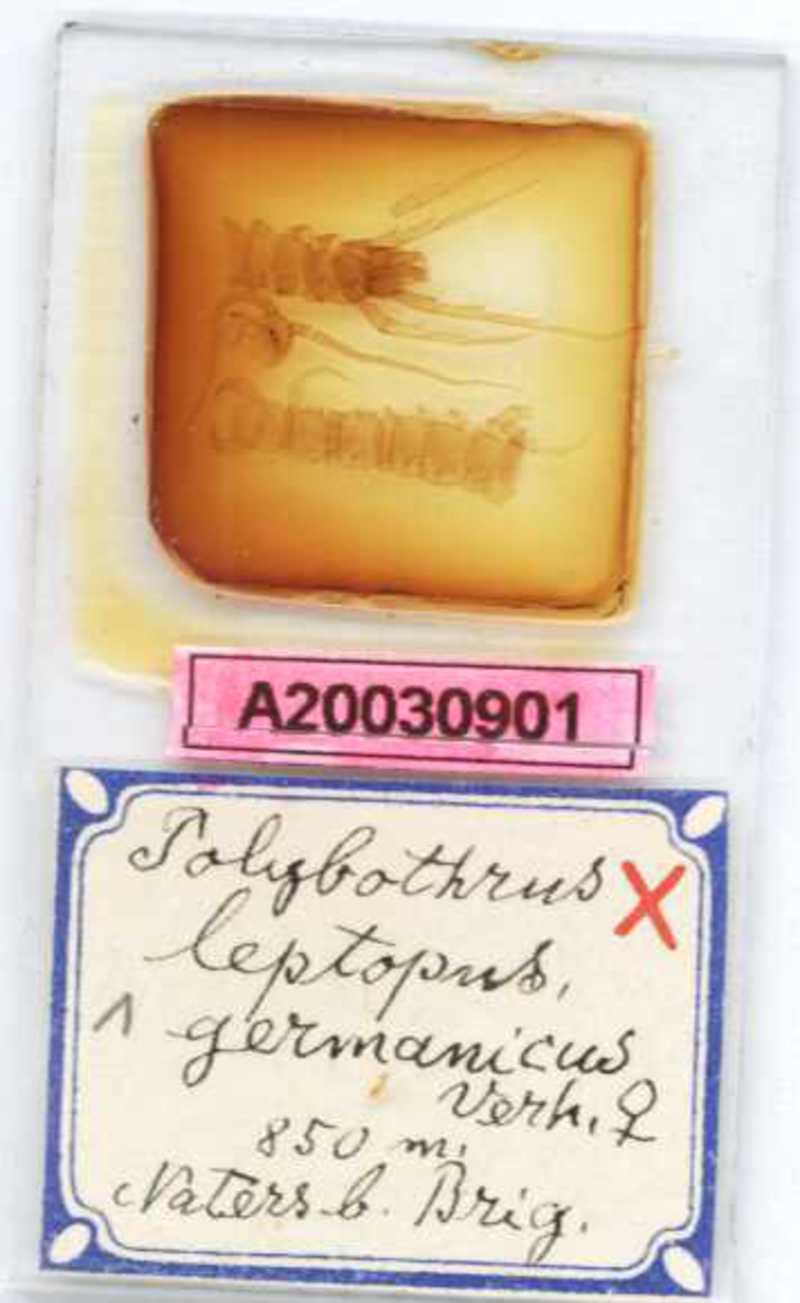 A20030901
Polybothrus X
leptopus,
^ germanicus
Verh. ♀
850 m.
Naters b. Brig.